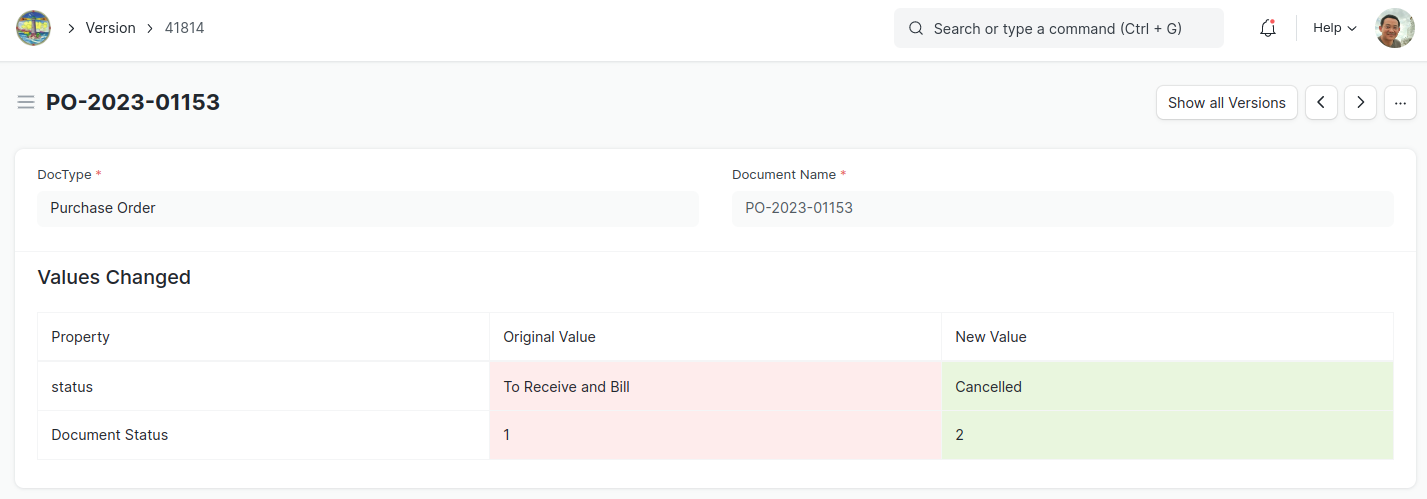 Version 41814
Search or type a command (Ctrl + G)
Help
PO-2023-01153
Show all Versions
DocType *
Document Name *
Purchase Order
PO-2023-01153
Values Changed
Property Original Value New Value
status To Receive and Bill Cancelled
Document Status 1 2